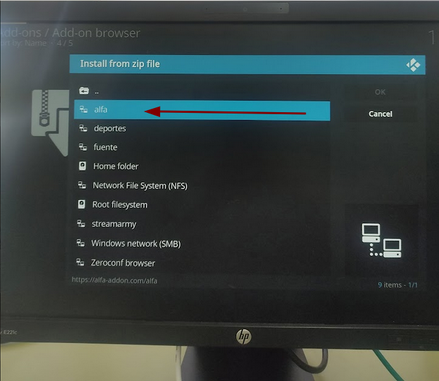 dd-ons / Add-on browser
by: Name - 4 / 5
1
Install from zip file
..
alfa
deportes
fuente
Home folder
Network File System (NFS)
Root filesystem
streamarmy
Windows network (SMB)
Zeroconf browser
OK
Cancel
https://alfa-addon.com/alfa
9 items - 1/1
hp